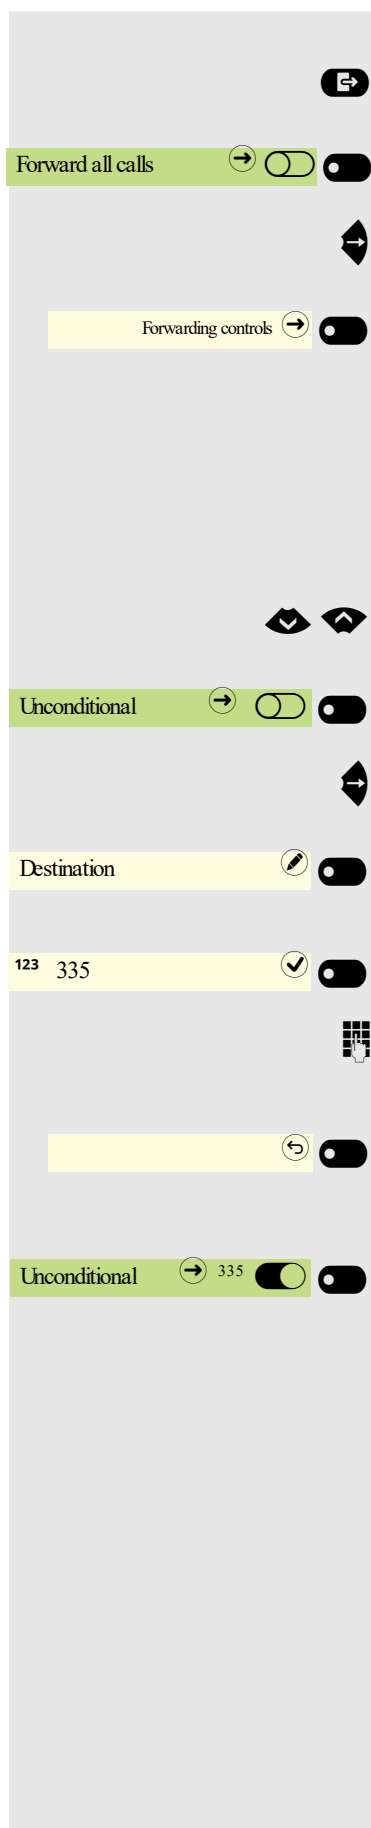 Forward all calls
Forwarding controls
Unconditional
Destination
123 335
Unconditional 335